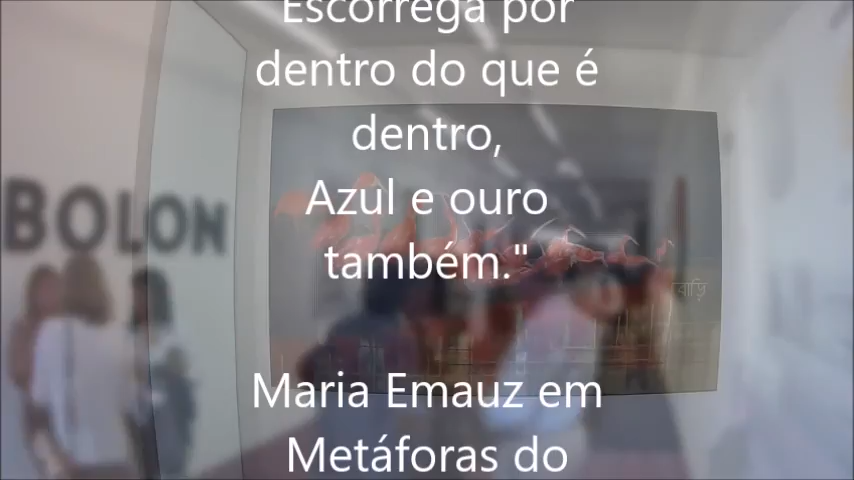 Escorrega por
dentro do que é
dentro,
Azul e ouro
também."
Maria Emauz em
Metáforas do
BOLON